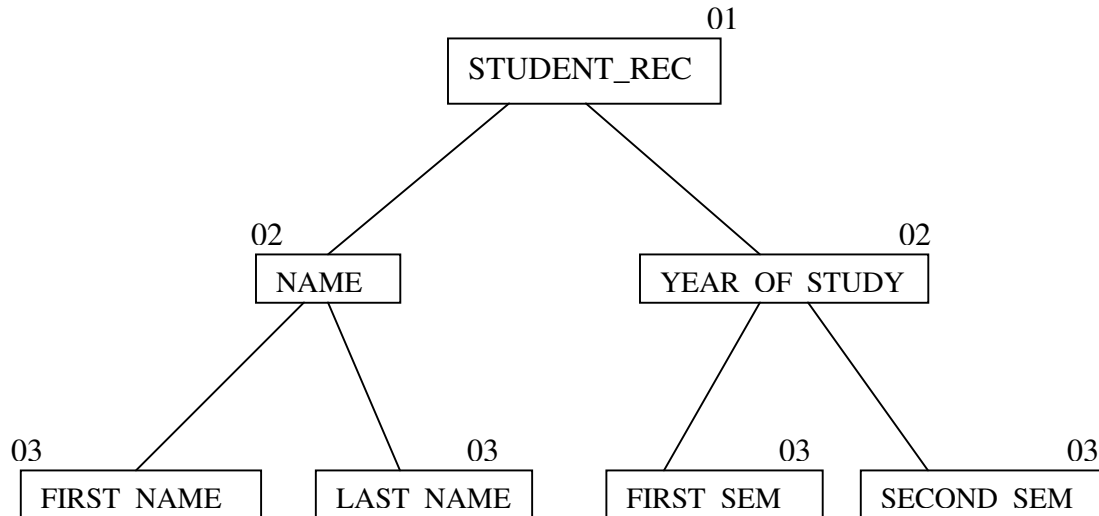 01
STUDENT_REC
02 02
NAME YEAR OF STUDY
03 03 03 03
FIRST NAME LAST NAME FIRST SEM SECOND SEM